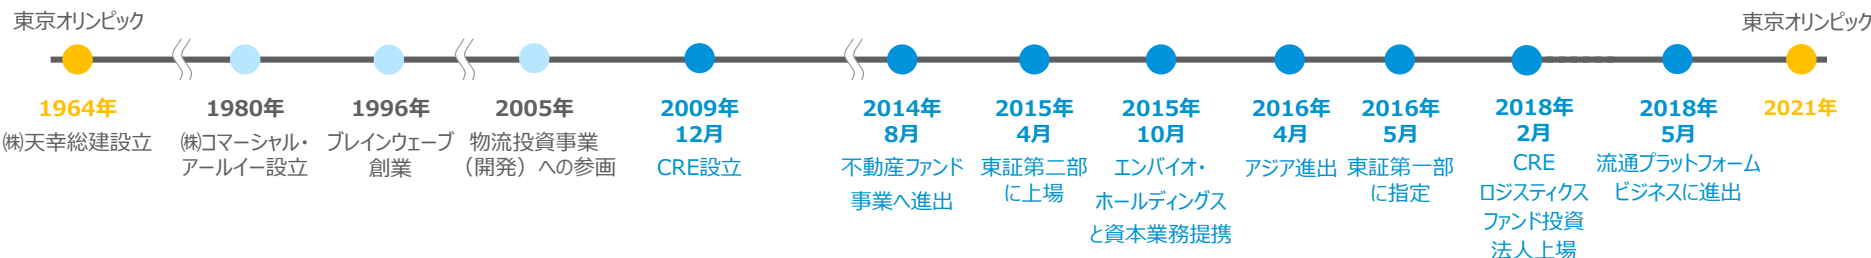 東京オリンピック
東京オリンピック
1964年
㈱天幸総建設立
1980年
㈱コマーシャル・
アールイー設立
1996年
ブレインウェーブ
創業
2005年
物流投資事業
（開発）への参画
2009年
12月
CRE設立
2014年
8月
不動産ファンド
事業へ進出
2015年
4月
東証第二部
に上場
2015年
10月
エンバイオ・
ホールディングス
と資本業務提携
2016年
4月
アジア進出
2016年
5月
東証第一部
に指定
2018年
2月
CRE
ロジスティクス
ファンド投資
法人上場
2018年
5月
流通プラットフォーム
ビジネスに進出
2021年